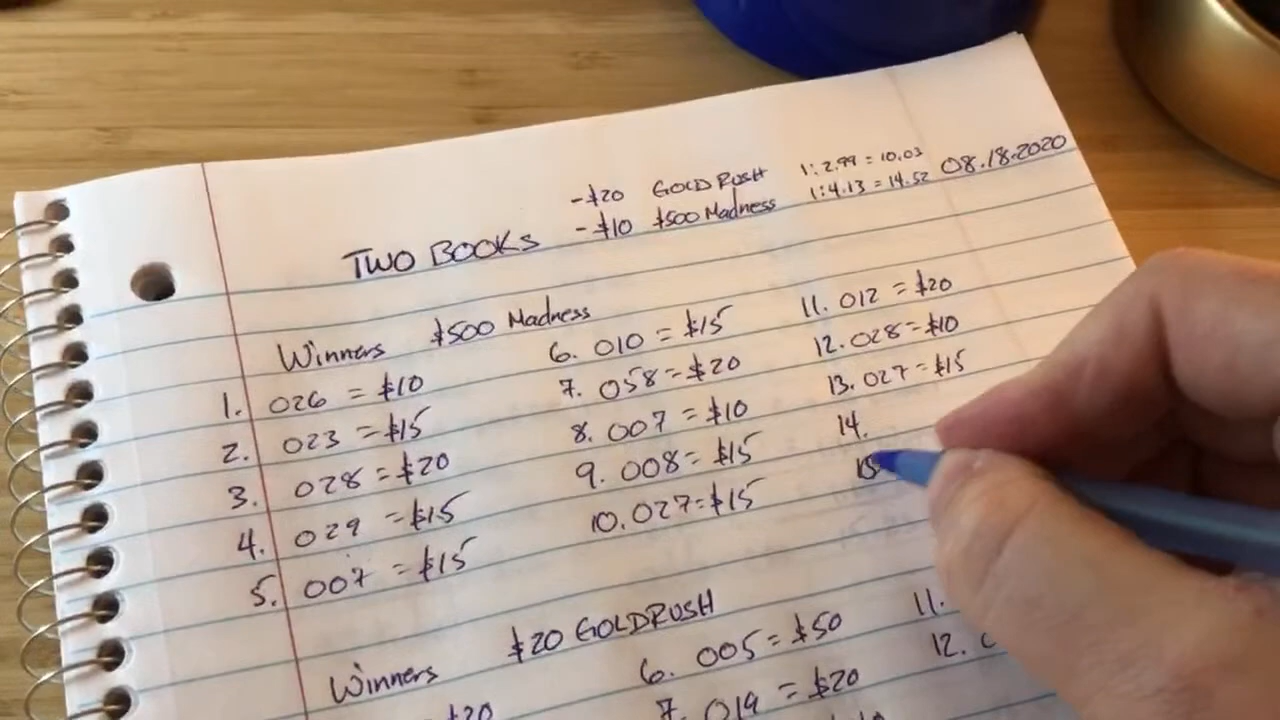 -$20 GOLD RUSH 1:2.99 = 10.03 08.18.2020
-$10 $500 Madness 1:4.13 = 14.52
TWO BOOKS
Winners $500 Madness
1. 026 = $10
2. 023 = $15
3. 028 = $20
4. 029 = $15
5. 007 = $15
6. 010 = $15
7. 058 = $20
8. 007 = $10
9. 008 = $15
10. 027 = $15
11. 012 = $20
12. 028 = $10
13. 027 = $15
14.
15
Winners $20 GOLDRUSH
$20
6. 005 = $50
7. 019 = $20
11.
12.